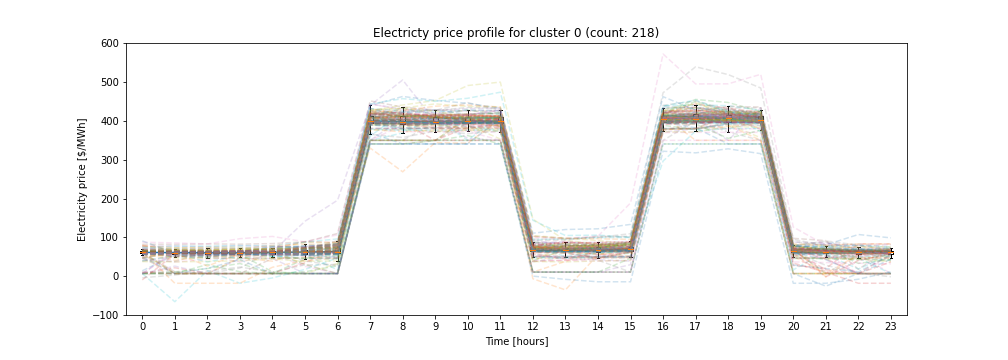 Electricty price profile for cluster 0 (count: 218)
Electricity price [$/MWh]
600
500
400
300
200
100
0
−100
0 1 2 3 4 5 6 7 8 9 10 11 12 13 14 15 16 17 18 19 20 21 22 23
Time [hours]